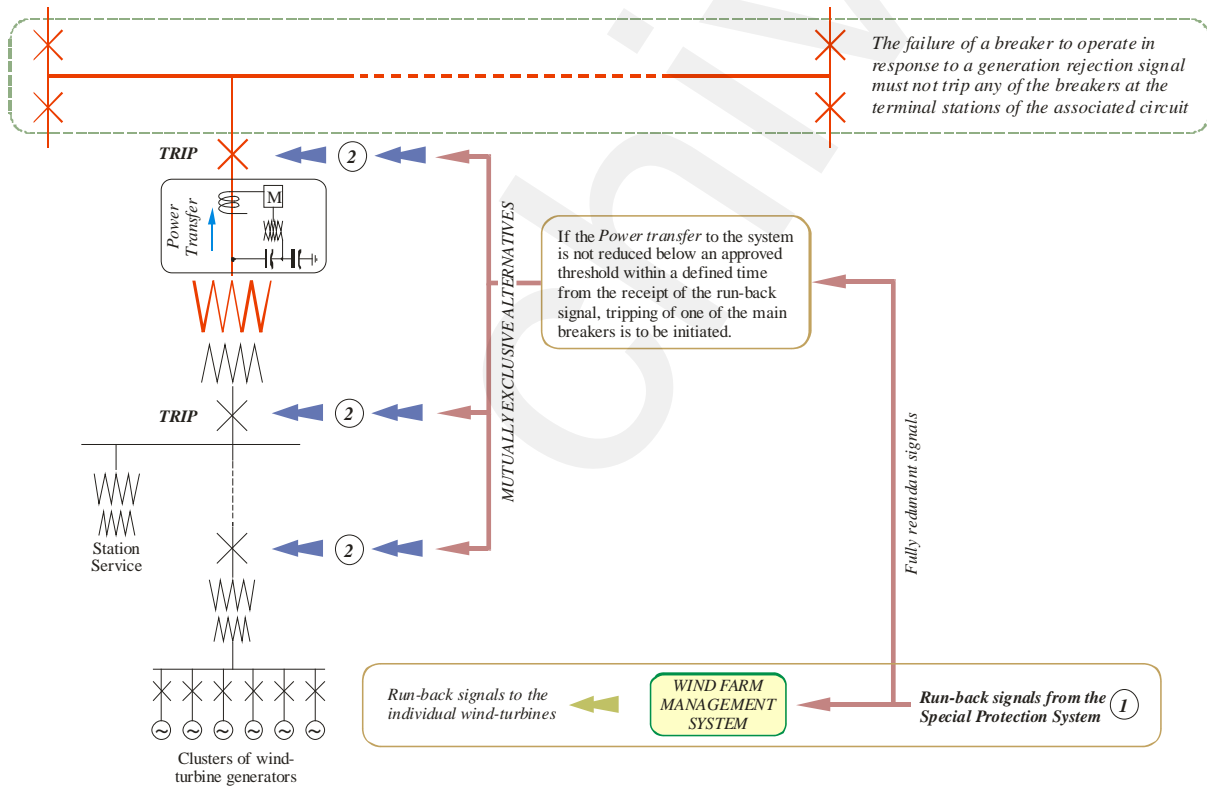 The failure of a breaker to operate in
response to a generation rejection signal
must not trip any of the breakers at the
terminal stations of the associated circuit
TRIP
2
M
Power
Transfer
MUTUALLY EXCLUSIVE ALTERNATIVES
If the Power transfer to the system
is not reduced below an approved
threshold within a defined time
from the receipt of the run-back
signal, tripping of one of the main
breakers is to be initiated.
TRIP
2
Fully redundant signals
Station
Service
2
Run-back signals to the
individual wind-turbines
WIND FARM
MANAGEMENT
SYSTEM
Run-back signals from the
Special Protection System
1
Clusters of wind-
turbine generators